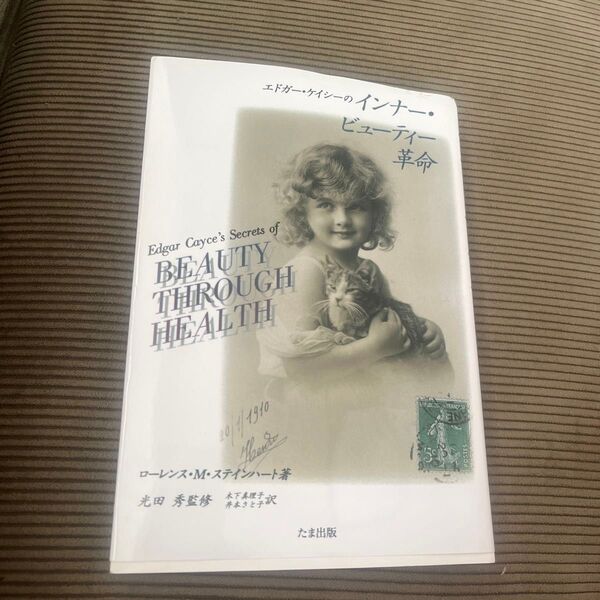 エドガー・ケイシーの インナー・
ビューティー
革命
Edgar Cayce's Secrets of
BEAUTY
THROUGH
HEALTH
20/1/1910
ローレンス・M・ステインハート著
光田 秀監修 木下真理子 訳
井本さと子
たま出版